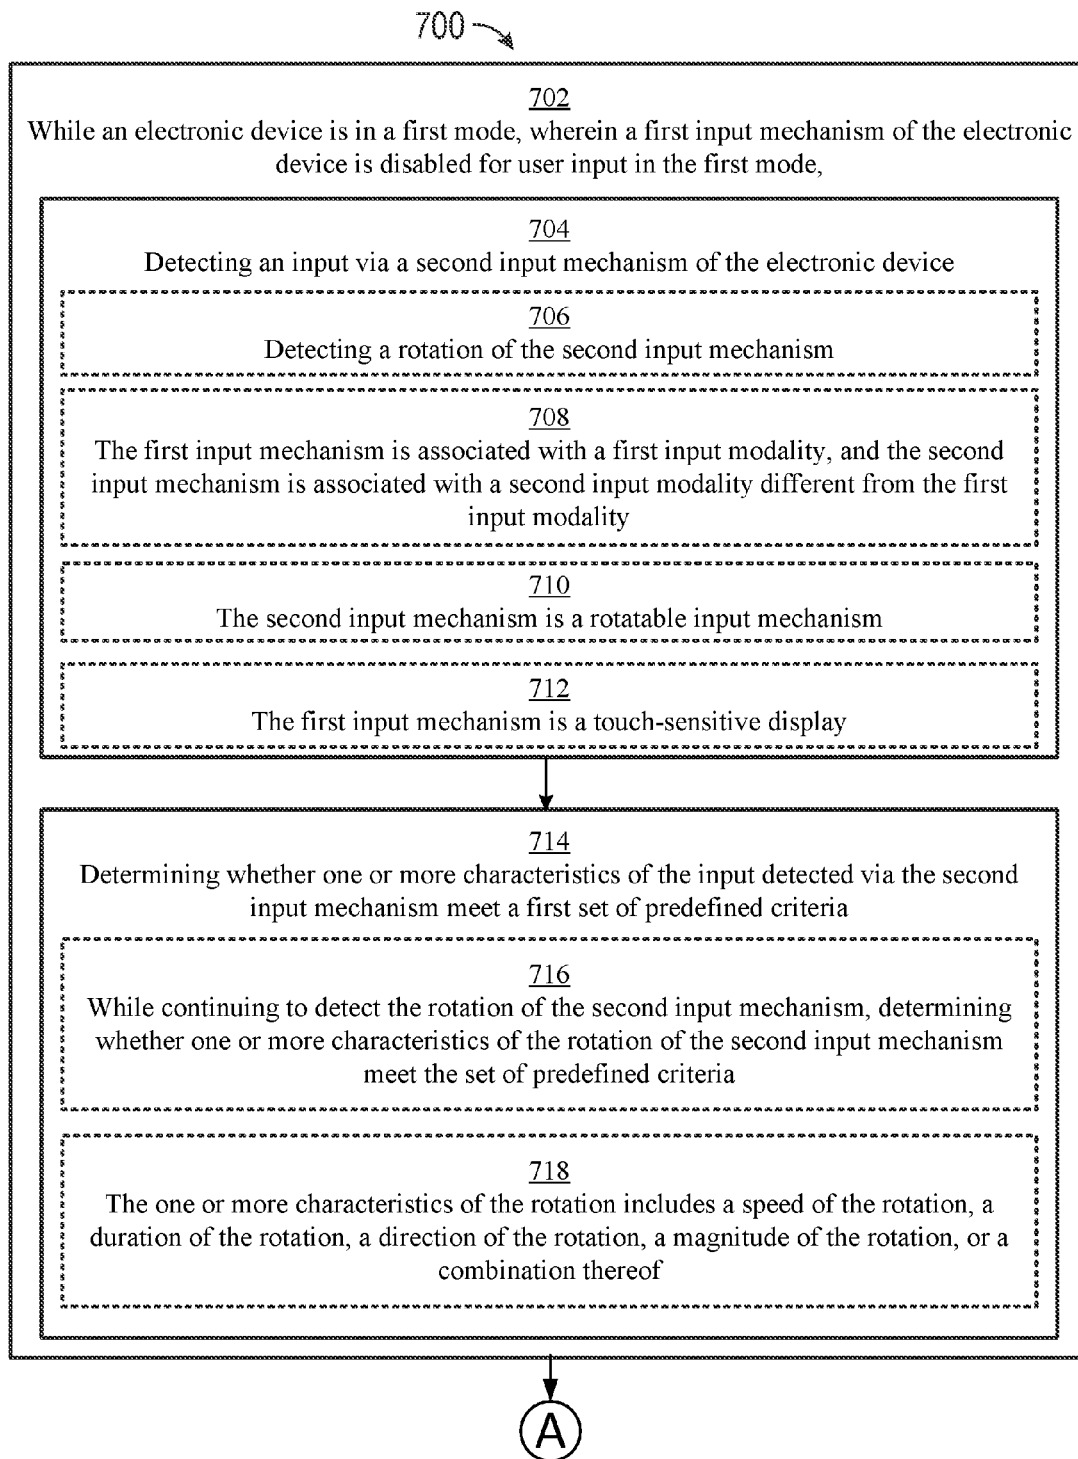 700
702
While an electronic device is in a first mode, wherein a first input mechanism of the electronic
device is disabled for user input in the first mode,
704
Detecting an input via a second input mechanism of the electronic device
706
Detecting a rotation of the second input mechanism
708
The first input mechanism is associated with a first input modality, and the second
input mechanism is associated with a second input modality different from the first
input modality
710
The second input mechanism is a rotatable input mechanism
712
The first input mechanism is a touch-sensitive display
714
Determining whether one or more characteristics of the input detected via the second
input mechanism meet a first set of predefined criteria
716
While continuing to detect the rotation of the second input mechanism, determining
whether one or more characteristics of the rotation of the second input mechanism
meet the set of predefined criteria
718
The one or more characteristics of the rotation includes a speed of the rotation, a
duration of the rotation, a direction of the rotation, a magnitude of the rotation, or a
combination thereof
A